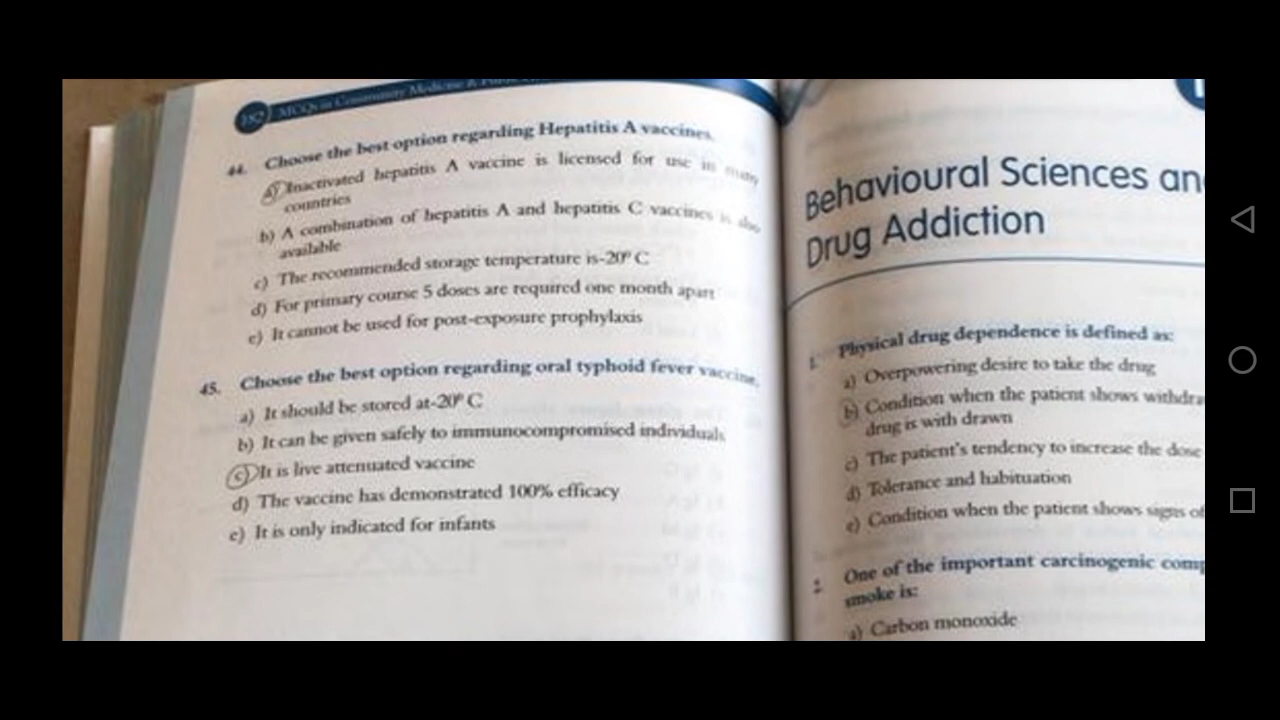 182 MCQs in Community Medicine &
44. Choose the best option regarding Hepatitis A vaccines.
a) Inactivated hepatitis A vaccine is licensed for use in many
countries
b) A combination of hepatitis A and hepatitis C vaccines is also
available
c) The recommended storage temperature is-20° C
d) For primary course 5 doses are required one month apart
e) It cannot be used for post-exposure prophylaxis
45. Choose the best option regarding oral typhoid fever vaccine.
a) It should be stored at-20° C
b) It can be given safely to immunocompromised individuals
c) It is live attenuated vaccine
d) The vaccine has demonstrated 100% efficacy
e) It is only indicated for infants
Behavioural Sciences an
Drug Addiction
1. Physical drug dependence is defined as:
a) Overpowering desire to take the drug
b) Condition when the patient shows withdra
drug is with drawn
c) The patient's tendency to increase the dose
d) Tolerance and habituation
e) Condition when the patient shows signs of
2. One of the important carcinogenic comp
smoke is:
a) Carbon monoxide